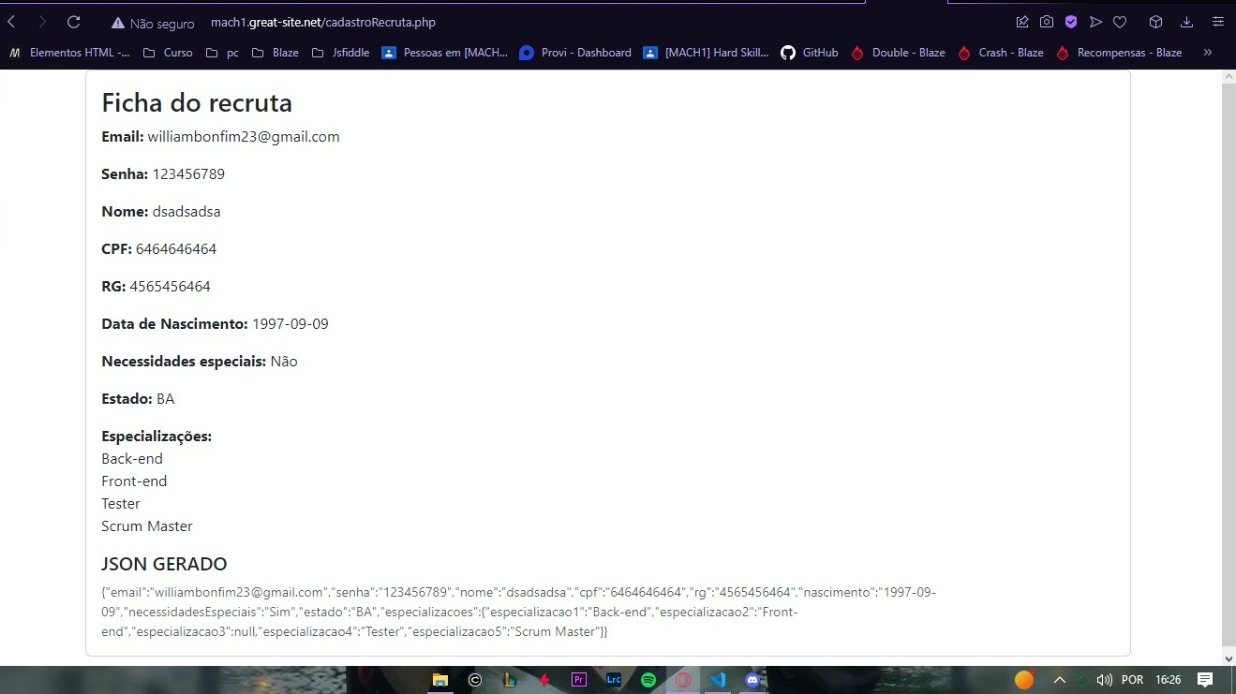 Não seguro mach1.great-site.net/cadastroRecruta.php
M Elementos HTML -... Curso pc Blaze Jsfiddle Pessoas em [MACH... Provi - Dashboard [MACH1] Hard Skill... GitHub Double - Blaze Crash - Blaze Recompensas - Blaze »
Ficha do recruta
Email: williambonfim23@gmail.com
Senha: 123456789
Nome: dsadsadsa
CPF: 6464646464
RG: 4565456464
Data de Nascimento: 1997-09-09
Necessidades especiais: Não
Estado: BA
Especializações:
Back-end
Front-end
Tester
Scrum Master
JSON GERADO
{"email":"williambonfim23@gmail.com","senha":"123456789","nome":"dsadsadsa","cpf":"6464646464","rg":"4565456464","nascimento":"1997-09-
09","necessidadesEspeciais":"Sim","estado":"BA","especializacoes":{"especializacao1":"Back-end","especializacao2":"Front-
end","especializacao3":null,"especializacao4":"Tester","especializacao5":"Scrum Master"}}
Pr Lrc POR 16:26